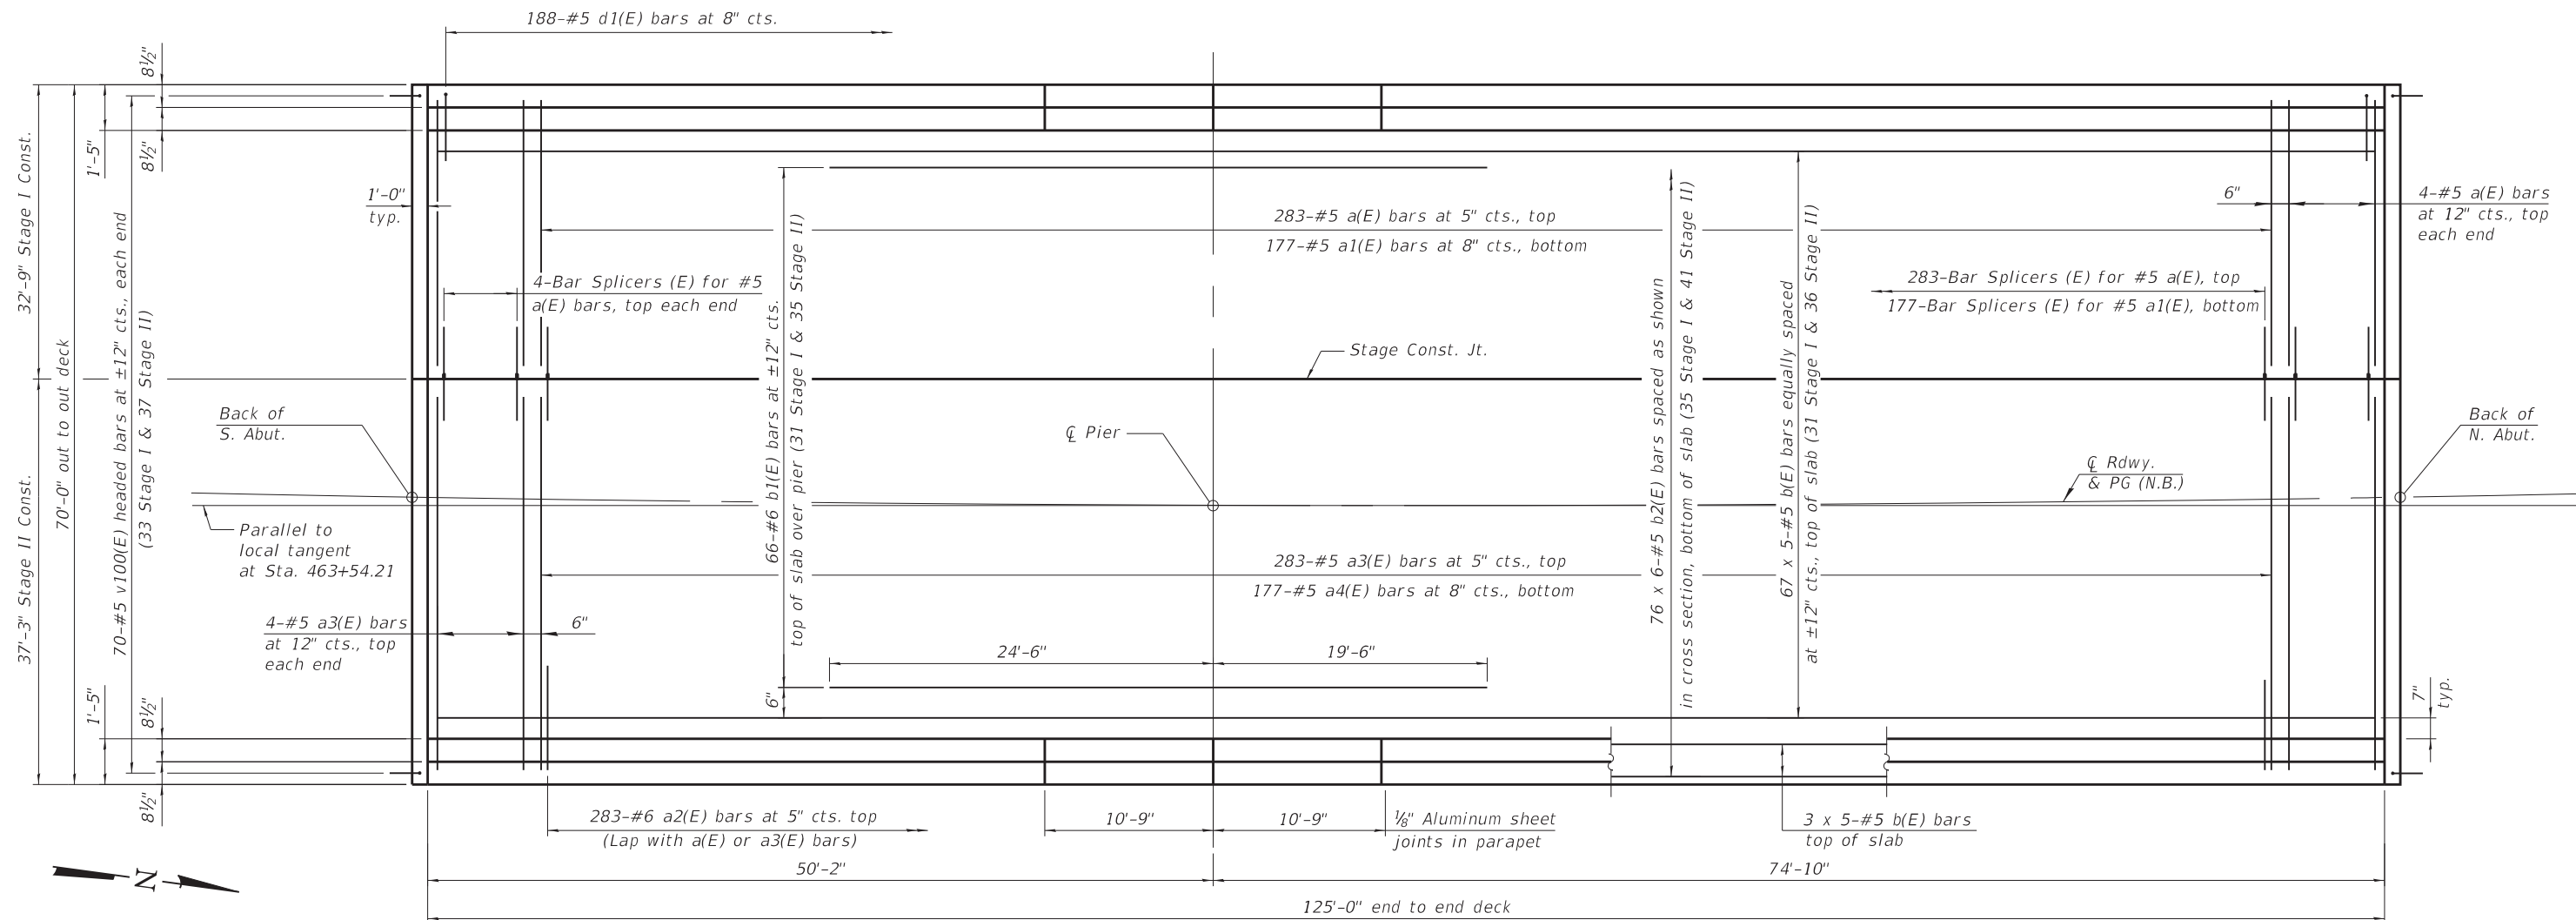 188-#5 d1(E) bars at 8" cts.
8½"
8½"
1'-5"
32'-9" Stage I Const.
70'-0" out to out deck
37'-3" Stage II Const.
70-#5 v100(E) headed bars at ±12" cts., each end
(33 Stage I & 37 Stage II)
1'-0"
typ.
283-#5 a(E) bars at 5" cts., top
177-#5 a1(E) bars at 8" cts., bottom
6"
4-#5 a(E) bars
at 12" cts., top
each end
4-Bar Splicers (E) for #5
a(E) bars, top each end
283-Bar Splicers (E) for #5 a(E), top
177-Bar Splicers (E) for #5 a1(E), bottom
66-#6 b1(E) bars at ±12" cts.
top of slab over pier (31 Stage I & 35 Stage II)
76 x 6-#5 b2(E) bars spaced as shown
in cross section, bottom of slab (35 Stage I & 41 Stage II)
67 x 5-#5 b(E) bars equally spaced
at ±12" cts., top of slab (31 Stage I & 36 Stage II)
Stage Const. Jt.
Back of
S. Abut.
℄ Pier
℄ Rdwy.
& PG (N.B.)
Back of
N. Abut.
Parallel to
local tangent
at Sta. 463+54.21
283-#5 a3(E) bars at 5" cts., top
177-#5 a4(E) bars at 8" cts., bottom
4-#5 a3(E) bars
at 12" cts., top
each end
6"
24'-6"
19'-6"
6"
7"
typ.
1'-5"
8½"
8½"
283-#6 a2(E) bars at 5" cts. top
(Lap with a(E) or a3(E) bars)
10'-9"
10'-9"
⅛" Aluminum sheet
joints in parapet
3 x 5-#5 b(E) bars
top of slab
N
50'-2"
74'-10"
125'-0" end to end deck